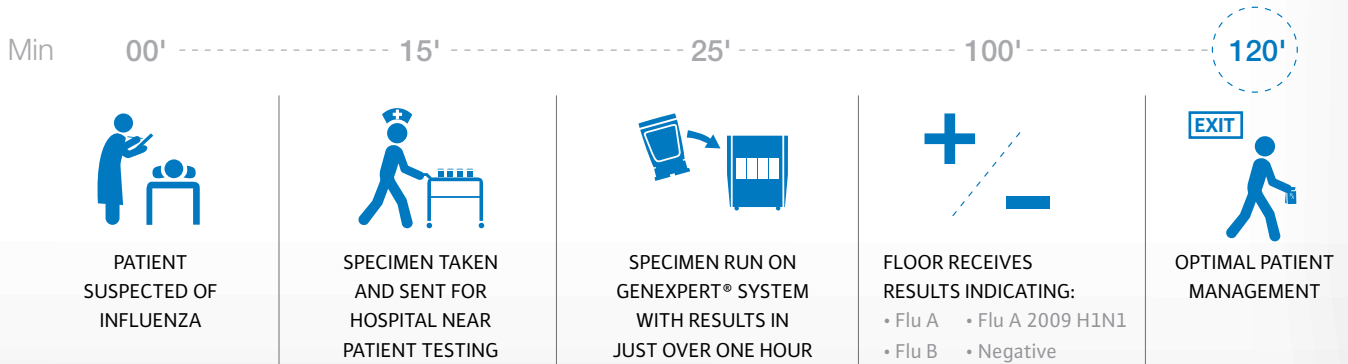 Min 00' 15' 25' 100' 120'
EXIT
PATIENT
SUSPECTED OF
INFLUENZA
SPECIMEN TAKEN
AND SENT FOR
HOSPITAL NEAR
PATIENT TESTING
SPECIMEN RUN ON
GENEXPERT® SYSTEM
WITH RESULTS IN
JUST OVER ONE HOUR
FLOOR RECEIVES
RESULTS INDICATING:
• Flu A • Flu A 2009 H1N1
• Flu B • Negative
OPTIMAL PATIENT
MANAGEMENT